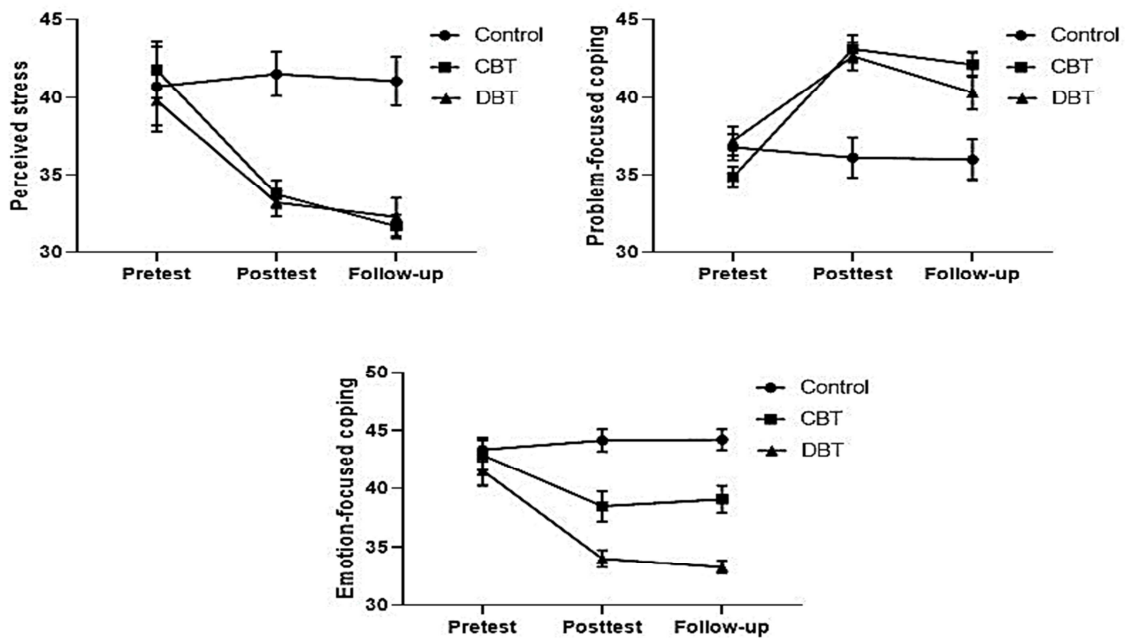 Perceived stress
45
40
35
30
Pretest Posttest Follow-up
Control
CBT
DBT
Problem-focused coping
45
40
35
30
Pretest Posttest Follow-up
Control
CBT
DBT
Emotion-focused coping
50
45
40
35
30
Pretest Posttest Follow-up
Control
CBT
DBT